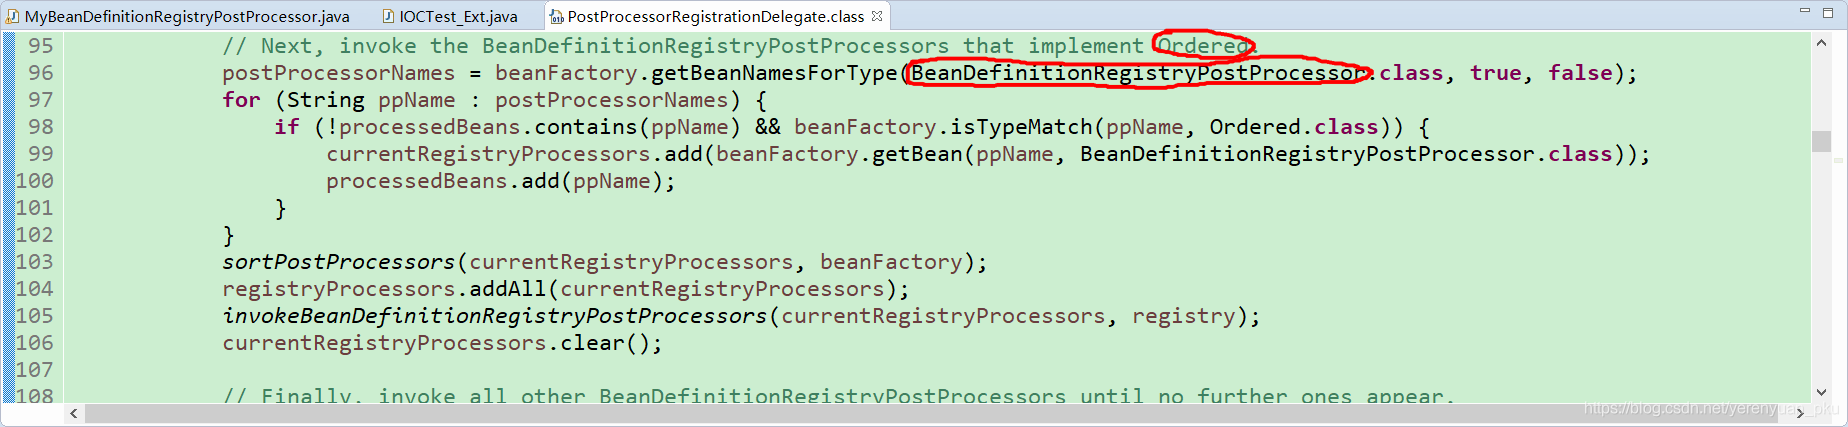 MyBeanDefinitionRegistryPostProcessor.java IOCTest_Ext.java PostProcessorRegistrationDelegate.class
95 // Next, invoke the BeanDefinitionRegistryPostProcessors that implement Ordered.
96 postProcessorNames = beanFactory.getBeanNamesForType(BeanDefinitionRegistryPostProcessor.class, true, false);
97 for (String ppName : postProcessorNames) {
98 if (!processedBeans.contains(ppName) && beanFactory.isTypeMatch(ppName, Ordered.class)) {
99 currentRegistryProcessors.add(beanFactory.getBean(ppName, BeanDefinitionRegistryPostProcessor.class));
100 processedBeans.add(ppName);
101 }
102 }
103 sortPostProcessors(currentRegistryProcessors, beanFactory);
104 registryProcessors.addAll(currentRegistryProcessors);
105 invokeBeanDefinitionRegistryPostProcessors(currentRegistryProcessors, registry);
106 currentRegistryProcessors.clear();
107
108 // Finally, invoke all other BeanDefinitionRegistryPostProcessors until no further ones appear.
https://blog.csdn.net/yerenyuan_pku